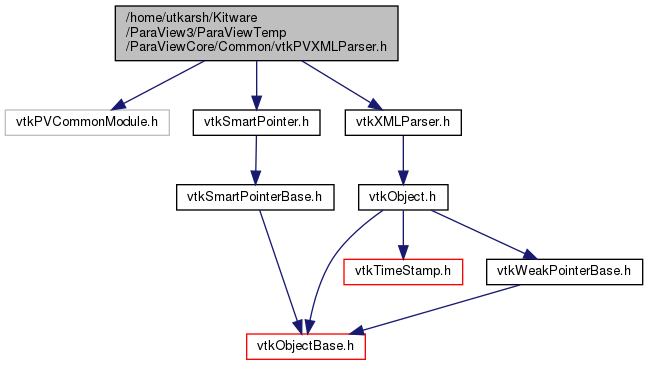 /home/utkarsh/Kitware
/ParaView3/ParaViewTemp
/ParaViewCore/Common/vtkPVXMLParser.h
vtkPVCommonModule.h
vtkSmartPointer.h
vtkXMLParser.h
vtkSmartPointerBase.h
vtkObject.h
vtkTimeStamp.h
vtkWeakPointerBase.h
vtkObjectBase.h